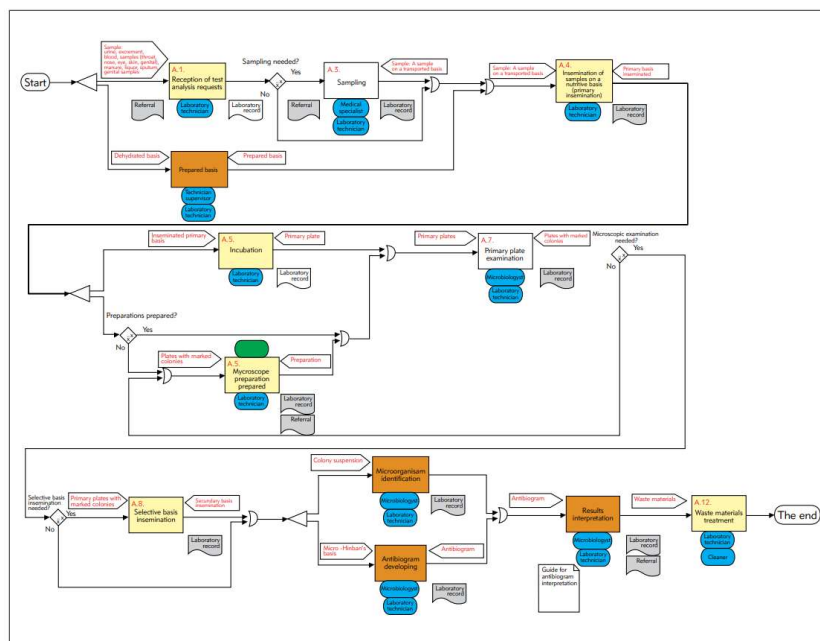 Sample:
urine, excrement,
blood, samples (throat,
nose, eye, skin, genital),
manure, liquor, sputum,
genital samples
A.1.
Reception of test
analysis requests
Sampling needed?
Yes
No
A.3.
Sampling
Sample: A sample
on a transported basis
Sample: A sample
on a transported basis
A.4.
Insemination of
samples on a
nutritive basis
(primary
insemination)
Primary basis
inseminated
Start
Referral
Laboratory
technician
Laboratory
record
Referral
Medical
specialist
Laboratory
technician
Laboratory
record
Laboratory
technician
Laboratory
record
Dehydrated basis
Prepared basis
Prepared basis
Technician
supervisor
Laboratory
technician
Inseminated primary
basis
A.5.
Incubation
Primary plate
Laboratory
technician
Laboratory
record
Primary plates
A.7.
Primary plate
examination
Plates with marked
colonies
Microbiologist
Laboratory
technician
Laboratory
record
Microscopic examination
needed?
Yes
No
Preparations prepared?
Yes
No
Plates with marked
colonies
A.5.
Mycroscope
preparation
prepared
Preparation
Laboratory
technician
Laboratory
record
Referral
Selective basis
insemination
needed?
Yes
No
Primary plates with
marked colonies
A.8.
Selective basis
insemination
Secundary basis
insemination
Laboratory
record
Colony suspension
Microorganisam
identification
Microbiologist
Laboratory
technician
Laboratory
record
Micro-Hinban's
basis
Antibiogram
developing
Antibiogram
Microbiologist
Laboratory
technician
Laboratory
record
Antibiogram
Results
interpretation
Microbiologist
Laboratory
technician
Laboratory
record
Referral
Guide for
antibiogram
interpretation
Waste materials
A.12.
Waste materials
treatment
Laboratory
technician
Cleaner
The end